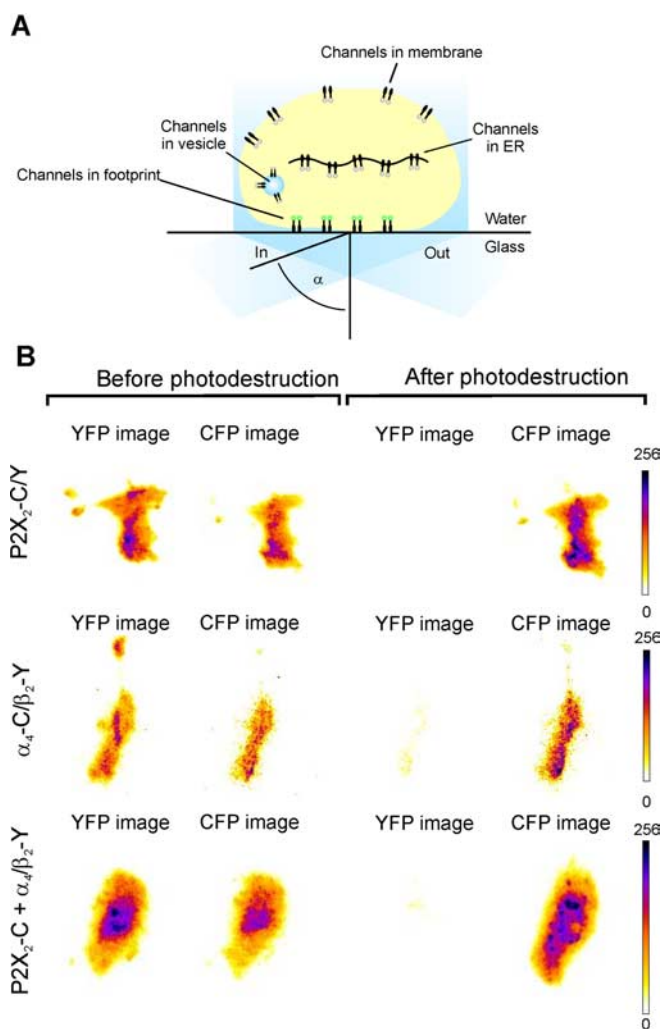 A
Channels in membrane
Channels
in vesicle
Channels
in ER
Channels in footprint
Water
Glass
In
Out
α
B
Before photodestruction
After photodestruction
P2X₂-C/Y
YFP image
CFP image
YFP image
CFP image
256
0
α₄-C/β₂-Y
YFP image
CFP image
YFP image
CFP image
256
0
P2X₂-C + α₄/β₂-Y
YFP image
CFP image
YFP image
CFP image
256
0